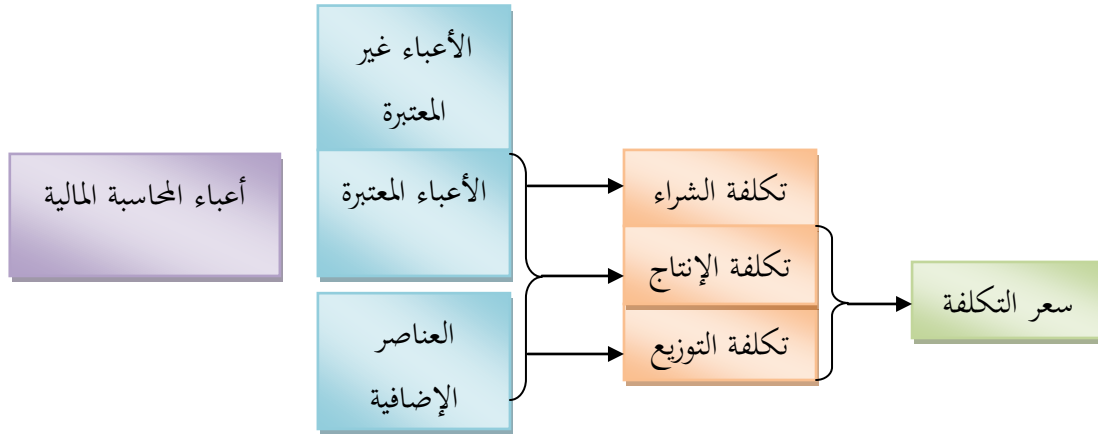 الأعباء غير
المعتبرة
أعباء المحاسبة المالية
الأعباء المعتبرة
العناصر
الإضافية
تكلفة الشراء
تكلفة الإنتاج
تكلفة التوزيع
سعر التكلفة